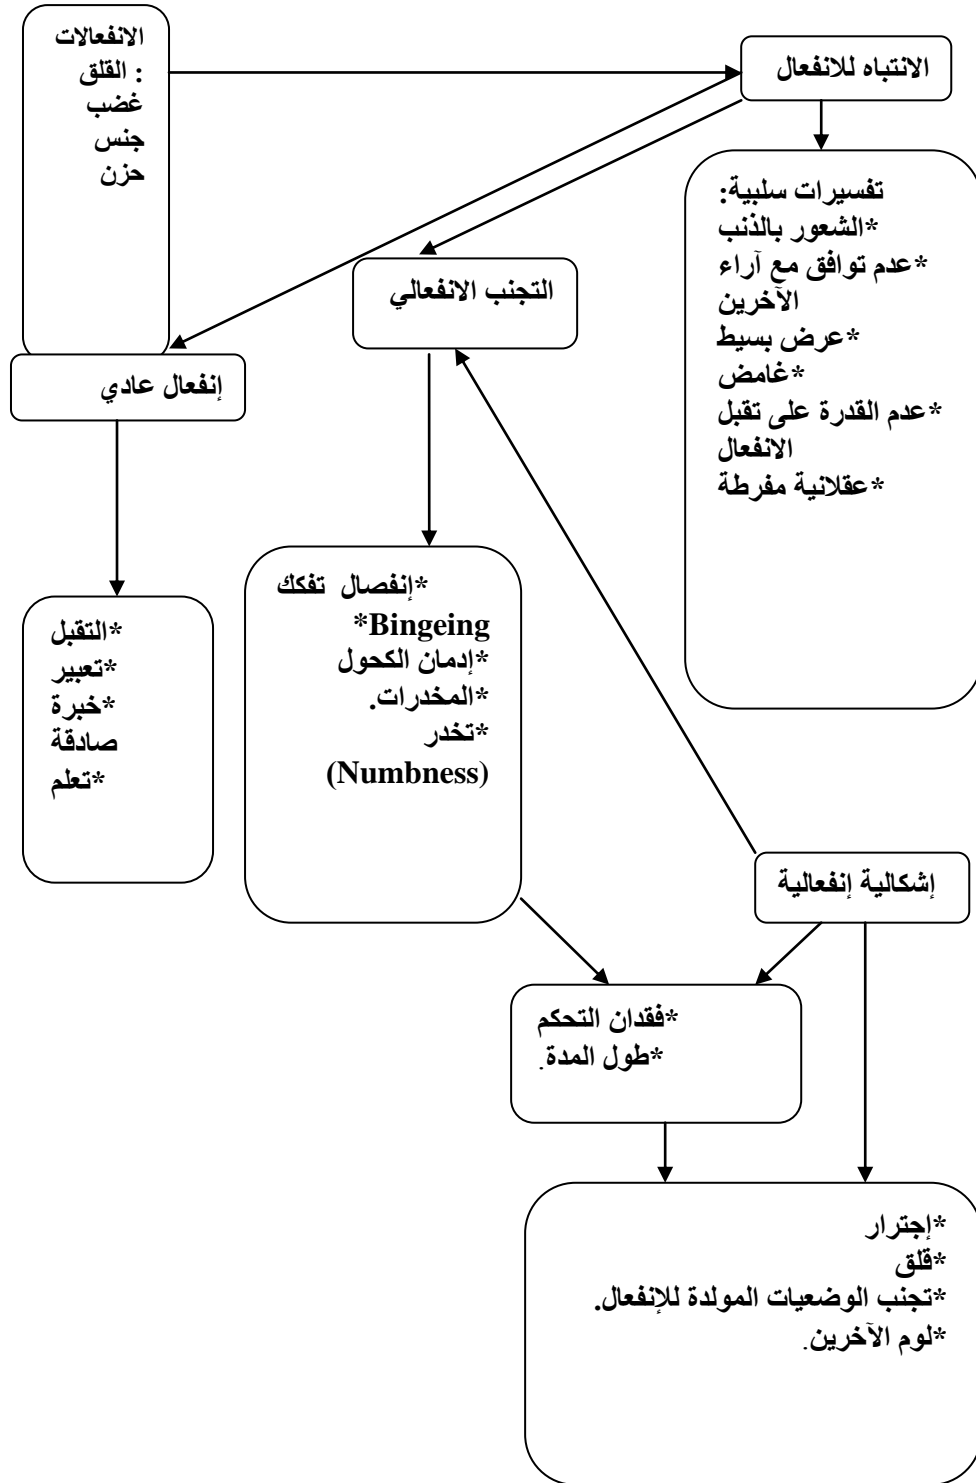 الانفعالات
: القلق
غضب
جنس
حزن
الانتباه للانفعال
تفسيرات سلبية:
*الشعور بالذنب
*عدم توافق مع آراء
الآخرين
*عرض بسيط
*غامض
*عدم القدرة على تقبل
الانفعال
*عقلانية مفرطة
التجنب الانفعالي
إنفعال عادي
*إنفصال تفكك
*Bingeing
*إدمان الكحول
*المخدرات.
*تخدر
(Numbness)
*التقبل
*تعبير
*خبرة
صادقة
*تعلم
إشكالية إنفعالية
*فقدان التحكم
*طول المدة.
*إجترار
*قلق
*تجنب الوضعيات المولدة للإنفعال.
*لوم الآخرين.